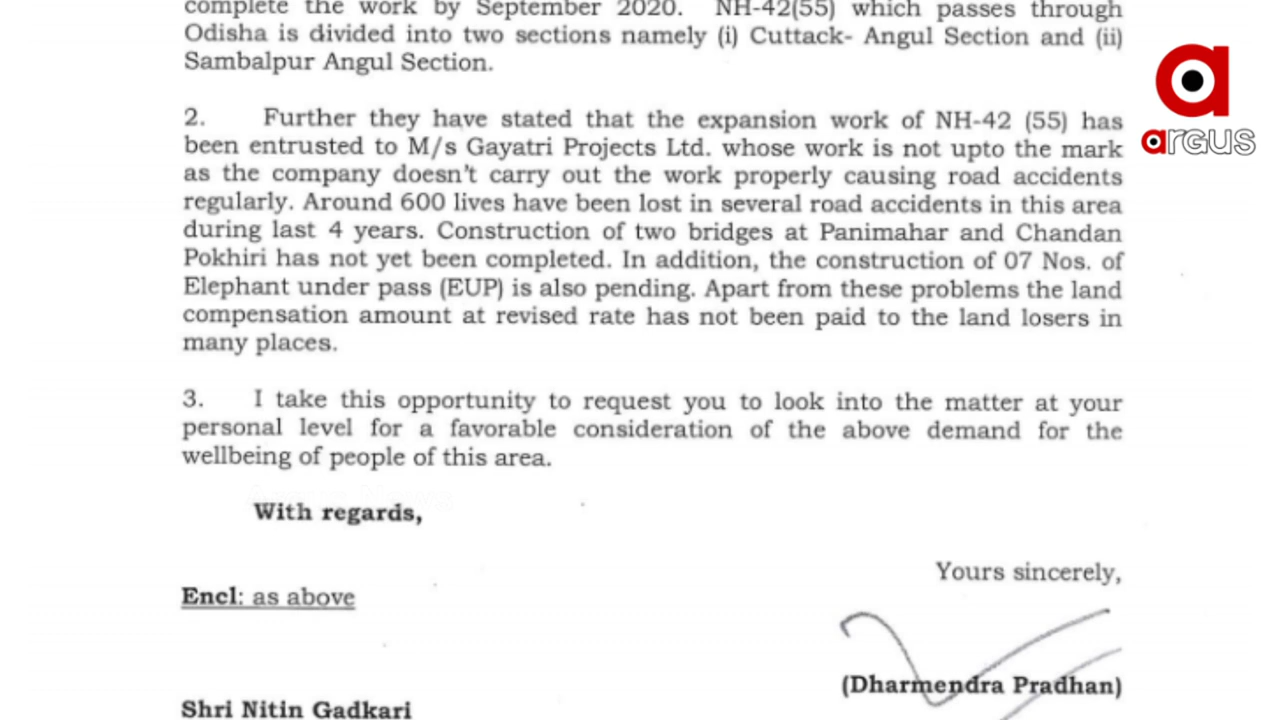 complete the work by September 2020. NH-42(55) which passes through
Odisha is divided into two sections namely (i) Cuttack- Angul Section and (ii)
Sambalpur Angul Section.
2. Further they have stated that the expansion work of NH-42 (55) has
been entrusted to M/s Gayatri Projects Ltd. whose work is not upto the mark
as the company doesn't carry out the work properly causing road accidents
regularly. Around 600 lives have been lost in several road accidents in this area
during last 4 years. Construction of two bridges at Panimahar and Chandan
Pokhiri has not yet been completed. In addition, the construction of 07 Nos. of
Elephant under pass (EUP) is also pending. Apart from these problems the land
compensation amount at revised rate has not been paid to the land losers in
many places.
3. I take this opportunity to request you to look into the matter at your
personal level for a favorable consideration of the above demand for the
wellbeing of people of this area.
With regards,
Yours sincerely,
Encl: as above
(Dharmendra Pradhan)
Shri Nitin Gadkari
argus